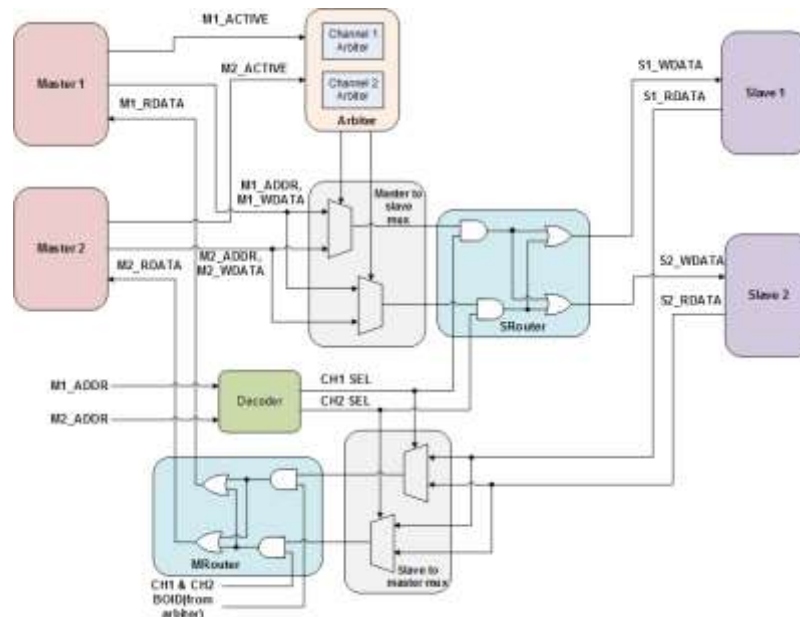 M1_ACTIVE
Channel 1
Arbiter
Master 1
M2_ACTIVE
S1_WDATA
Channel 2
Arbiter
Slave 1
M1_RDATA
S1_RDATA
Arbiter
M1_ADDR,
M1_WDATA
Master to
slave
mux
Master 2
M2_ADDR,
M2_WDATA
M2_RDATA
S2_WDATA
Slave 2
S2_RDATA
SRouter
M1_ADDR
CH1 SEL
Decoder
CH2 SEL
M2_ADDR
MRouter
Slave to
master mux
CH1 & CH2
BOID(from
arbiter)